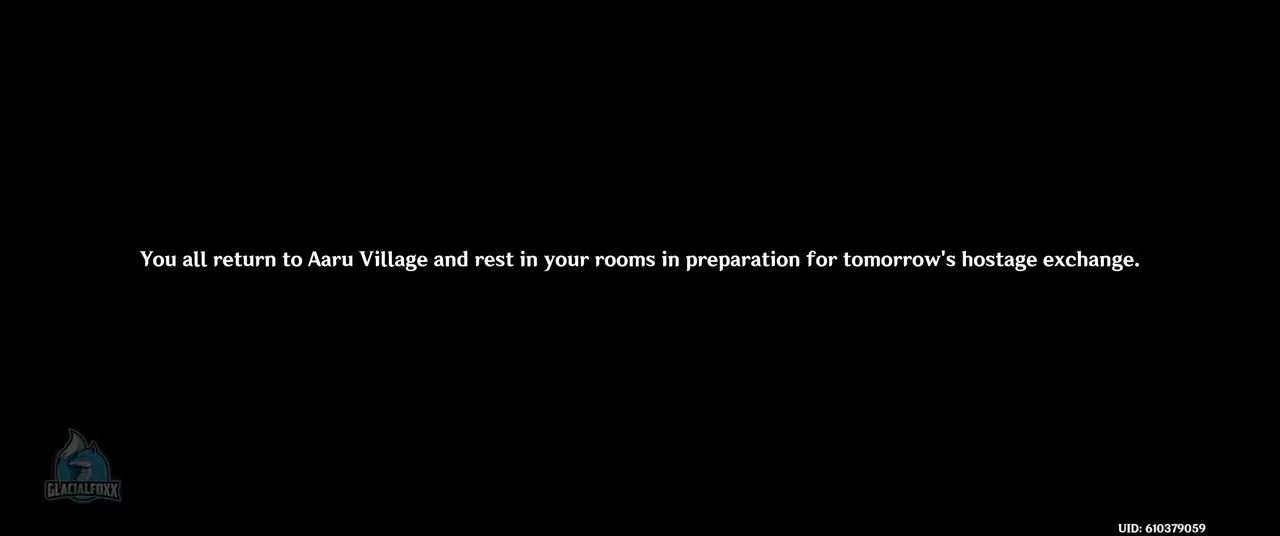 You all return to Aaru Village and rest in your rooms in preparation for tomorrow's hostage exchange.
GLACIALFOXX
UID: 610379059